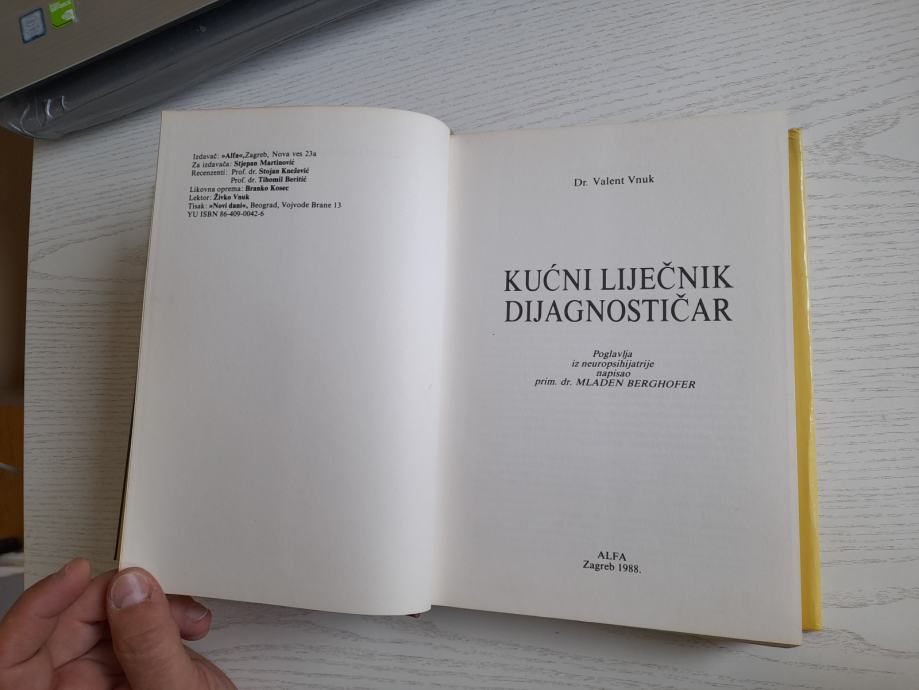 Izdavač: »Alfa«,Zagreb, Nova ves 23a
Za izdavača: Stjepan Martinović
Recenzenti: Prof. dr. Stojan Knežević
Prof. dr. Tihomil Beritić
Likovna oprema: Branko Kosec
Lektor: Živko Vnuk
Tisak: »Novi dani«, Beograd, Vojvode Brane 13
YU ISBN 86-409-0042-6
Dr. Valent Vnuk
KUĆNI LIJEČNIK
DIJAGNOSTIČAR
Poglavlja
iz neuropsihijatrije
napisao
prim. dr. MLADEN BERGHOFER
ALFA
Zagreb 1988.